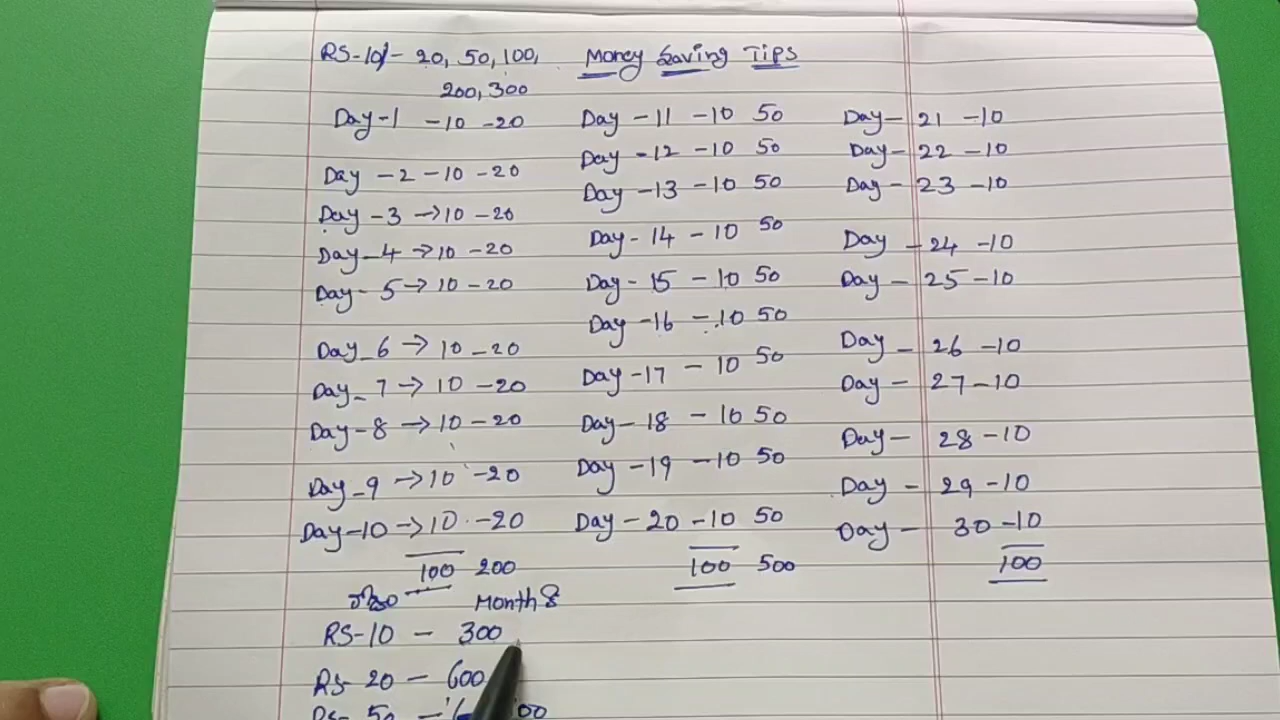 RS-10/- 20, 50, 100,
200, 300
Money Saving Tips
Day-1 -10 -20
Day -2 -10 -20
Day -3 →10 -20
Day -4 →10 -20
Day - 5→10 -20
Day -6 →10 -20
Day -7 →10 -20
Day-8 →10 -20
Day -9 →10 -20
Day-10 →10 -20
100 200
Day -11 -10 50
Day -12 -10 50
Day -13 -10 50
Day- 14 -10 50
Day- 15 -10 50
Day -16 -10 50
Day -17 - 10 50
Day- 18 - 10 50
Day -19 -10 50
Day -20 -10 50
100 500
Day- 21 -10
Day- 22 -10
Day - 23 -10
Day - 24 -10
Day - 25 -10
Day - 26 -10
Day - 27 -10
Day- 28 -10
Day - 29 -10
Day - 30 -10
100
Month
RS-10 - 300
RS- 20 - 600
RS- 50 -